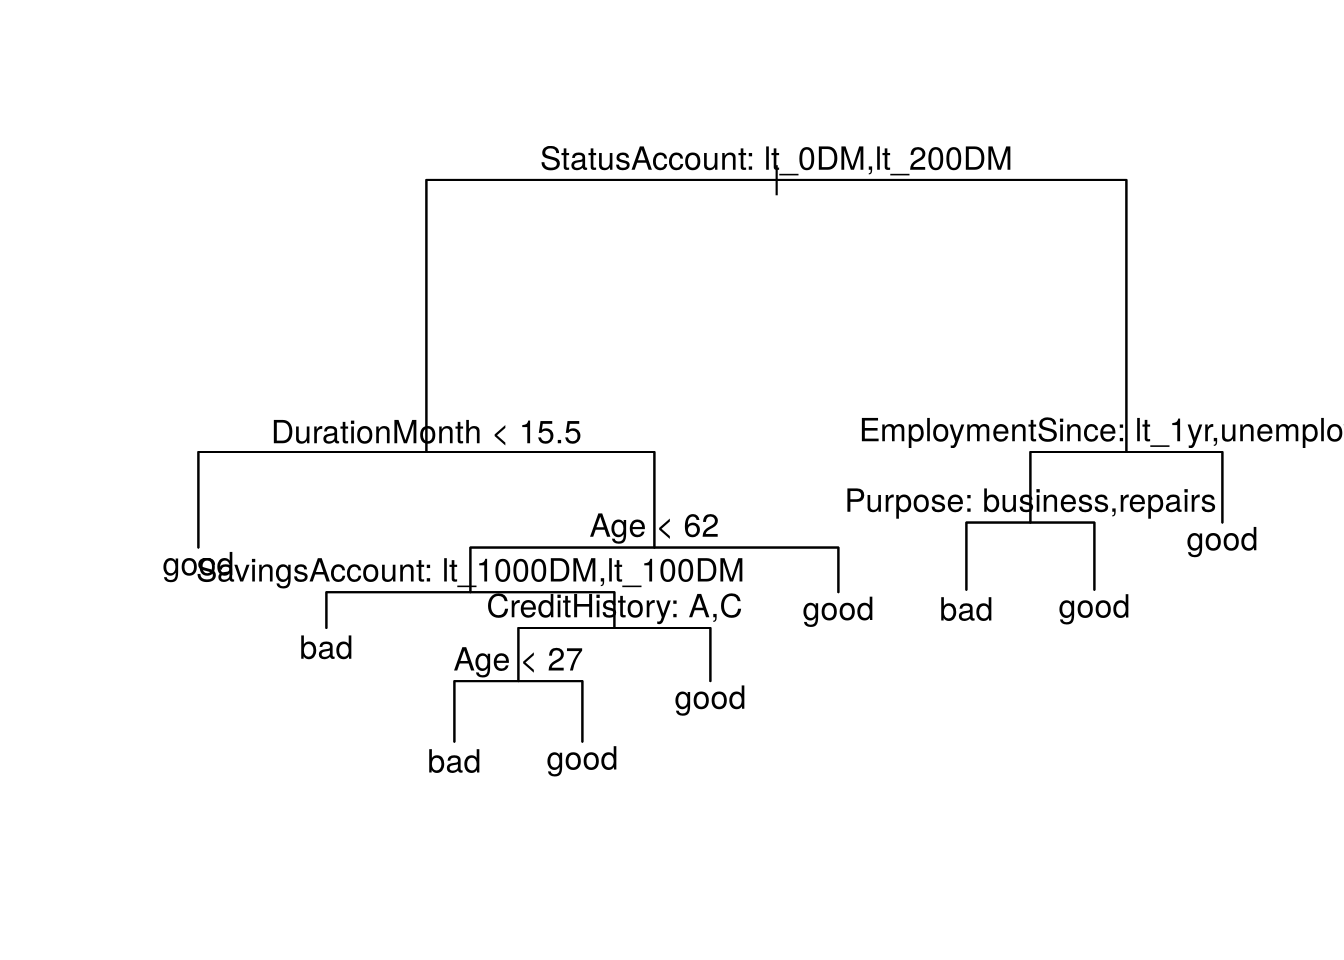 StatusAccount: lt_0DM,lt_200DM
DurationMonth < 15.5
EmploymentSince: lt_1yr,unemplo
Purpose: business,repairs
Age < 62
good
good
SavingsAccount: lt_1000DM,lt_100DM
CreditHistory: A,C
good
bad
good
bad
Age < 27
good
bad
good